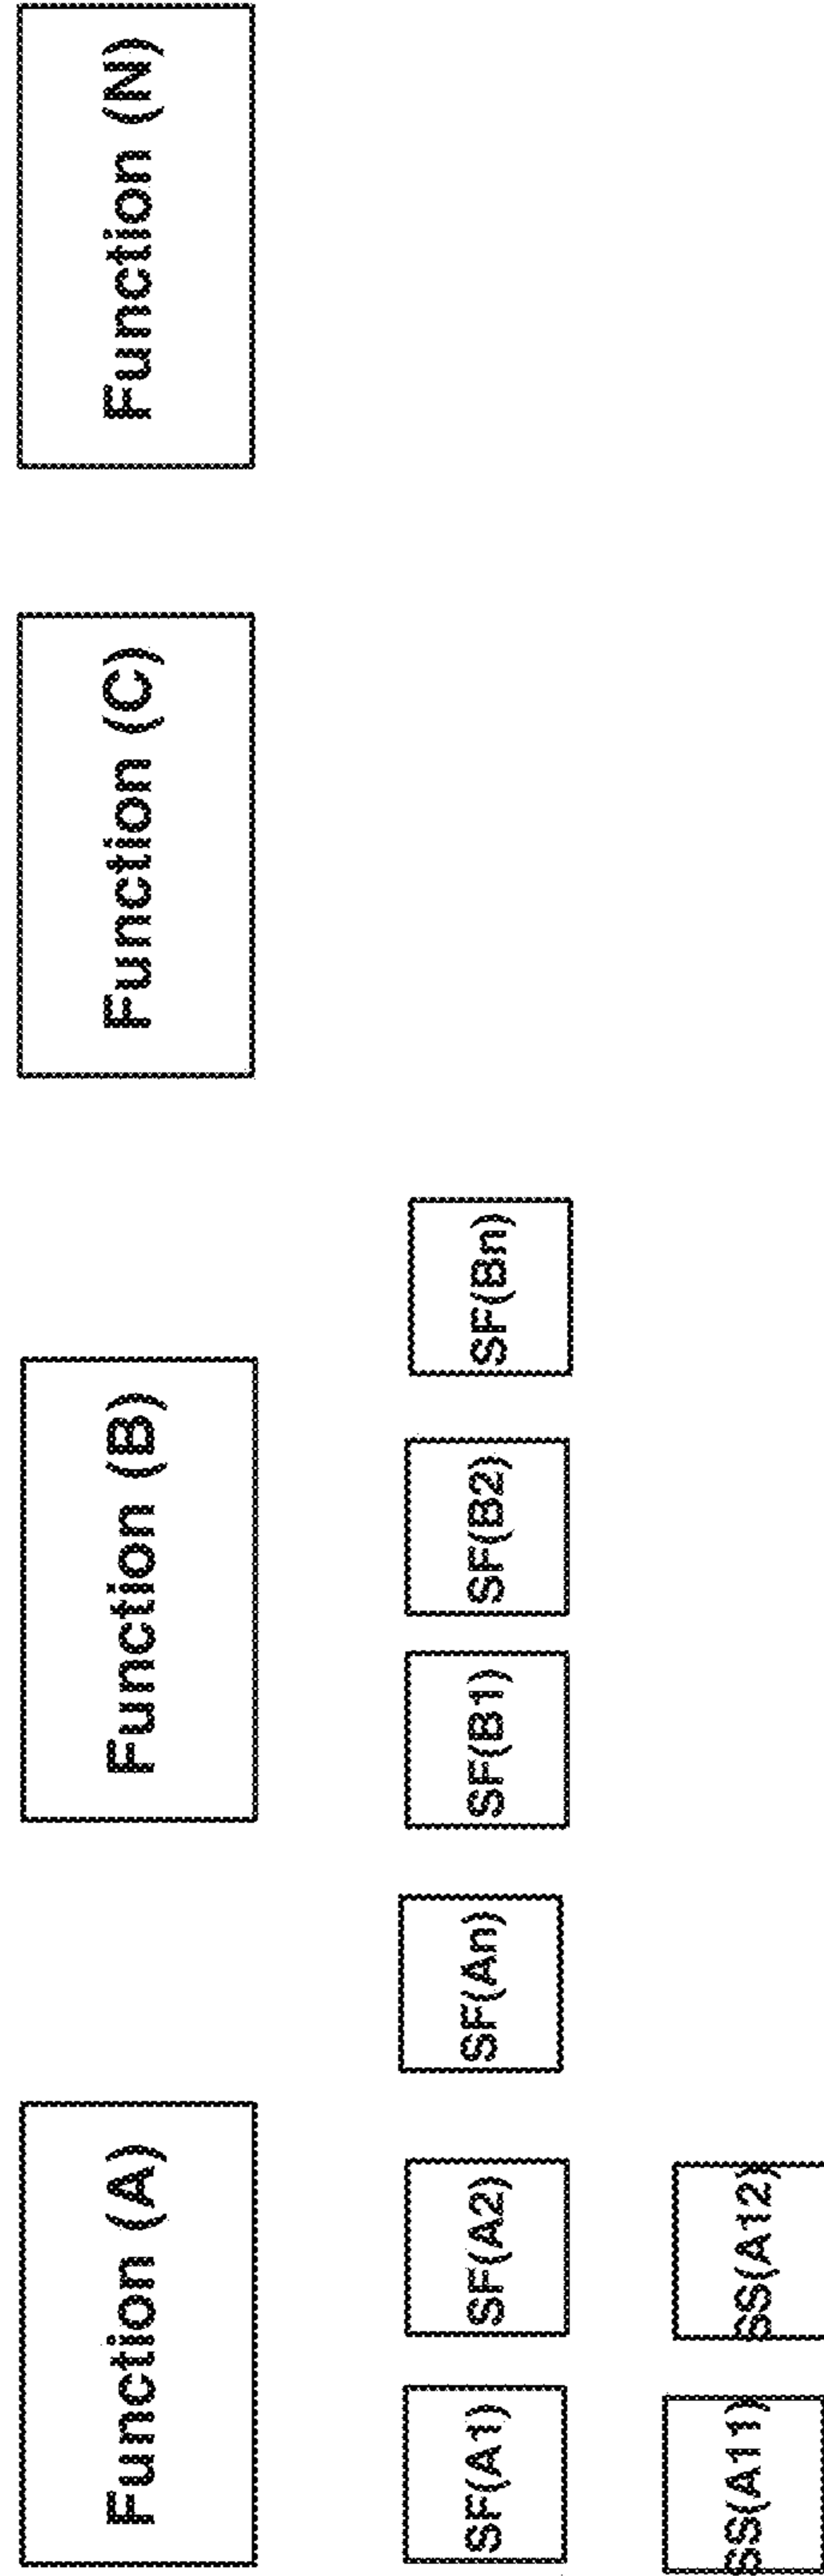 Function (A)
Function (B)
Function (C)
Function (N)
SF(A1)
SF(A2)
SF(An)
SF(B1)
SF(B2)
SF(Bn)
SS(A11)
SS(A12)